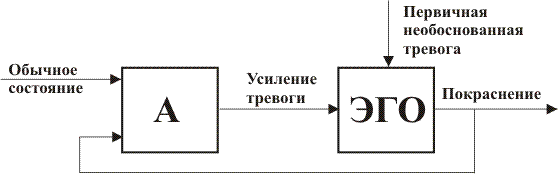 Первичная
необоснованная
тревога
Обычное
состояние
А
Усиление
тревоги
ЭГО
Покраснение